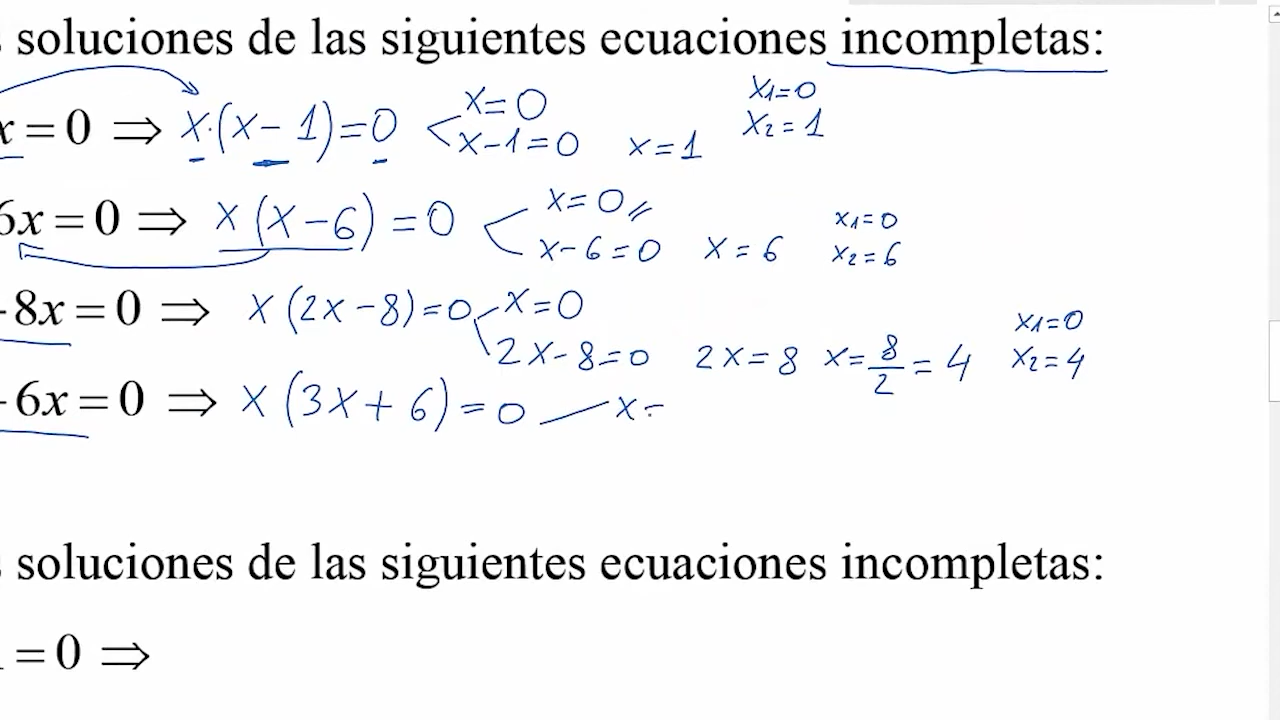 soluciones de las siguientes ecuaciones incompletas:
x = 0 ⇒ x·(x-1)=0 x=0 x-1=0 x=1 x1=0 x2=1
6x = 0 ⇒ x(x-6)=0 x=0 x-6=0 x=6 x1=0 x2=6
-8x = 0 ⇒ x(2x-8)=0 x=0 2x-8=0 2x=8 x=8/2=4 x1=0 x2=4
6x = 0 ⇒ x(3x+6)=0 x=
soluciones de las siguientes ecuaciones incompletas:
= 0 ⇒